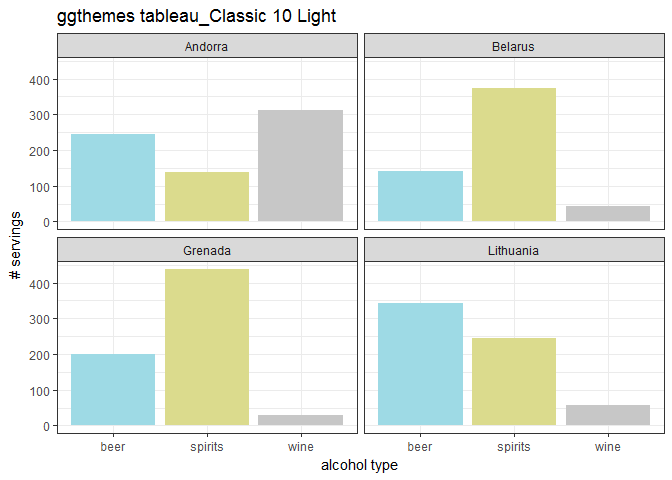 ggthemes tableau_Classic 10 Light
Andorra
Belarus
400
300
200
100
0
Grenada
Lithuania
400
300
200
100
0
beer
spirits
wine
beer
spirits
wine
alcohol type
# servings